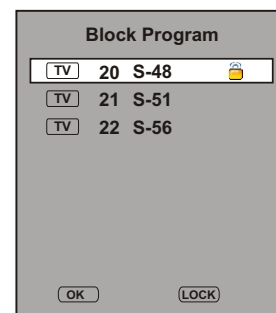 Block Program
TV 20 S-48
TV 21 S-51
TV 22 S-56
OK LOCK